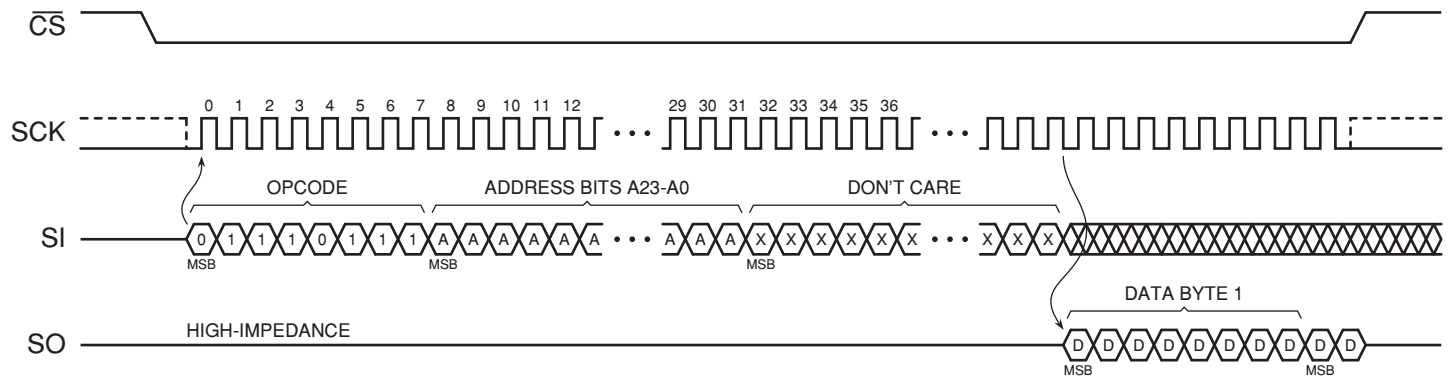 CS
SCK
0 1 2 3 4 5 6 7 8 9 10 11 12 29 30 31 32 33 34 35 36
OPCODE ADDRESS BITS A23-A0 DON'T CARE
SI
0 1 1 1 0 1 1 1 A A A A A A A A A X X X X X X X X X
MSB MSB MSB
DATA BYTE 1
SO
HIGH-IMPEDANCE
D D D D D D D D D D
MSB MSB